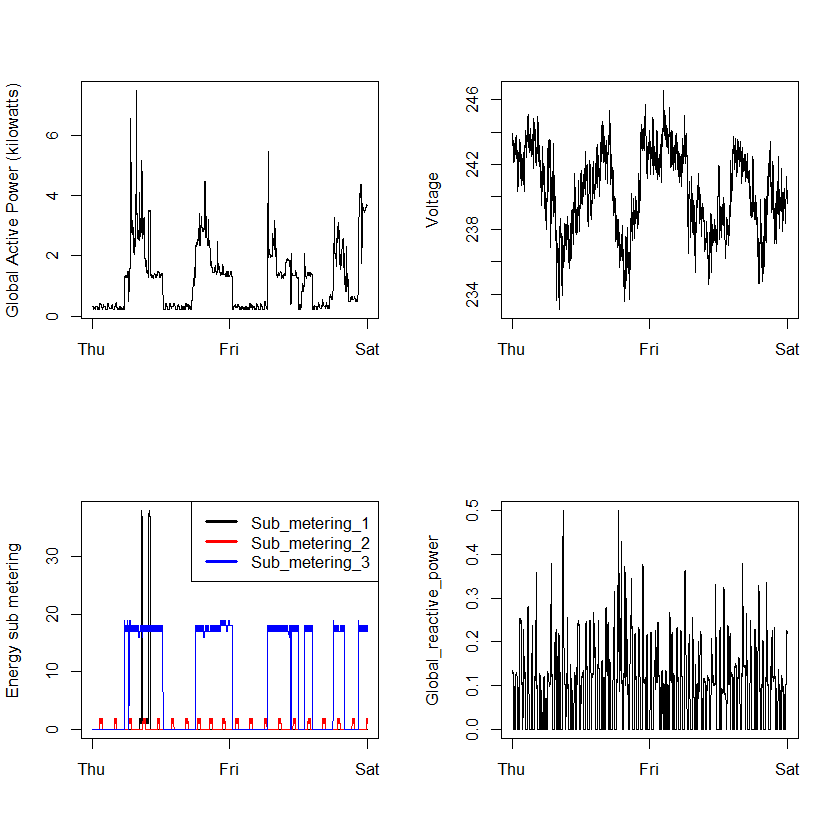 Global Active Power (kilowatts)
0 2 4 6
Thu Fri Sat
Voltage
234 238 242 246
Thu Fri Sat
Energy sub metering
0 10 20 30
Sub_metering_1
Sub_metering_2
Sub_metering_3
Thu Fri Sat
Global_reactive_power
0.0 0.1 0.2 0.3 0.4 0.5
Thu Fri Sat